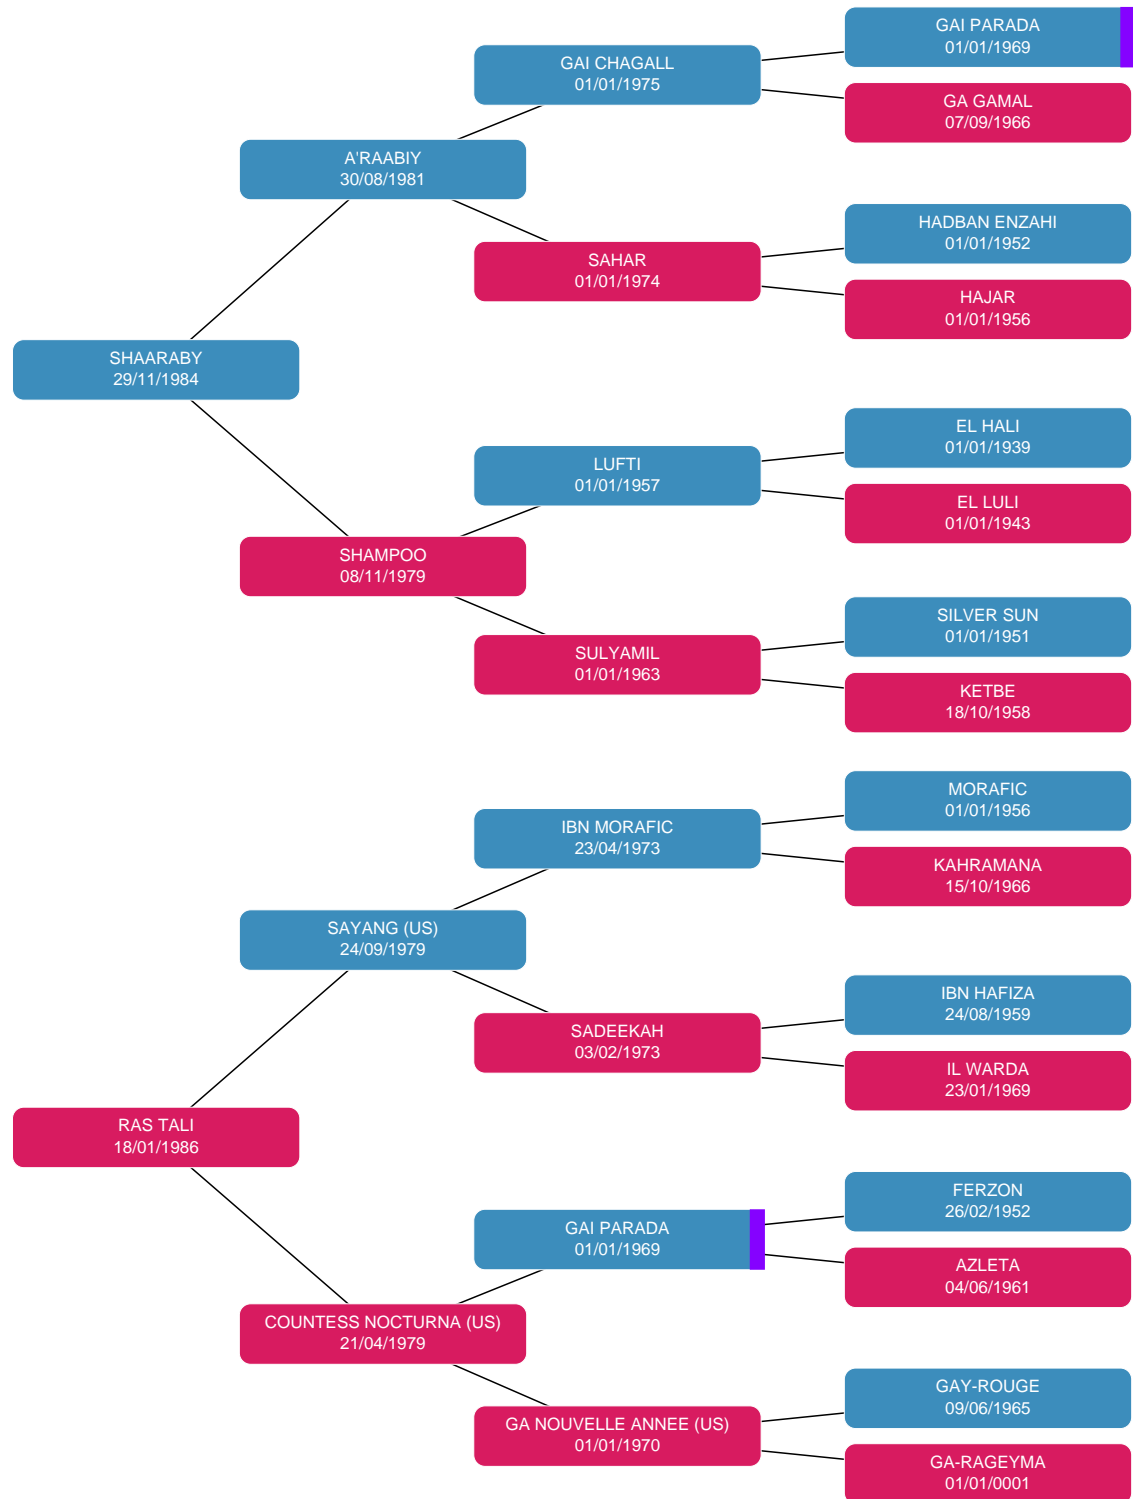 GAI PARADA
01/01/1969
GAI CHAGALL
01/01/1975
GA GAMAL
07/09/1966
A'RAABIY
30/08/1981
HADBAN ENZAHI
01/01/1952
SAHAR
01/01/1974
HAJAR
01/01/1956
SHAARABY
29/11/1984
EL HALI
01/01/1939
LUFTI
01/01/1957
EL LULI
01/01/1943
SHAMPOO
08/11/1979
SILVER SUN
01/01/1951
SULYAMIL
01/01/1963
KETBE
18/10/1958
MORAFIC
01/01/1956
IBN MORAFIC
23/04/1973
KAHRAMANA
15/10/1966
SAYANG (US)
24/09/1979
IBN HAFIZA
24/08/1959
SADEEKAH
03/02/1973
IL WARDA
23/01/1969
RAS TALI
18/01/1986
FERZON
26/02/1952
GAI PARADA
01/01/1969
AZLETA
04/06/1961
COUNTESS NOCTURNA (US)
21/04/1979
GAY-ROUGE
09/06/1965
GA NOUVELLE ANNEE (US)
01/01/1970
GA-RAGEYMA
01/01/0001